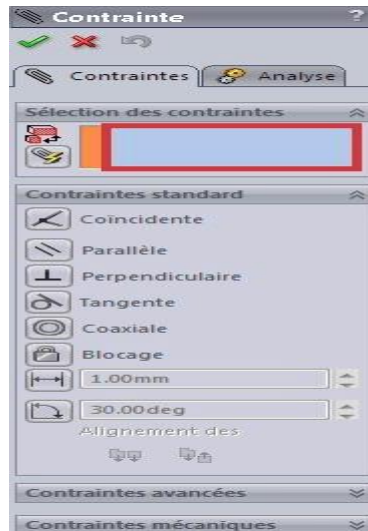 Contrainte ?
Contraintes Analyse
Sélection des contraintes
Contraintes standard
Coïncidente
Parallèle
Perpendiculaire
Tangente
Coaxiale
Blocage
1.00mm
30.00deg
Alignement des
Contraintes avancées
Contraintes mécaniques